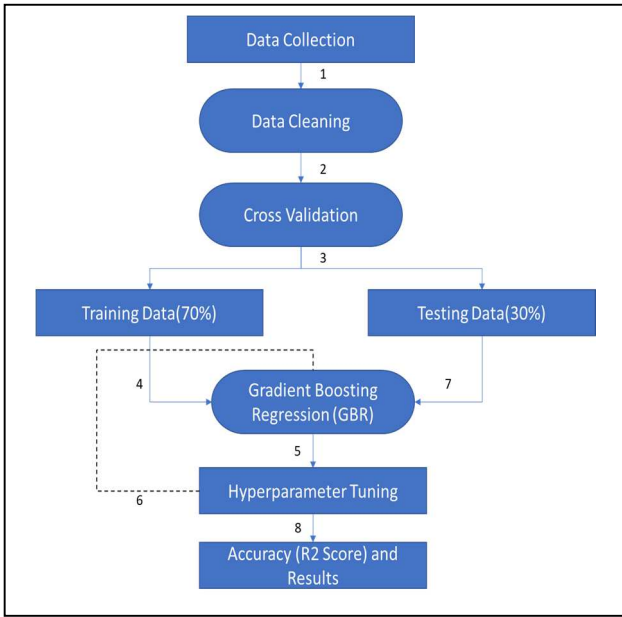 Data Collection
1
Data Cleaning
2
Cross Validation
3
Training Data(70%)
Testing Data(30%)
4
7
Gradient Boosting
Regression (GBR)
5
6
Hyperparameter Tuning
8
Accuracy (R2 Score) and
Results